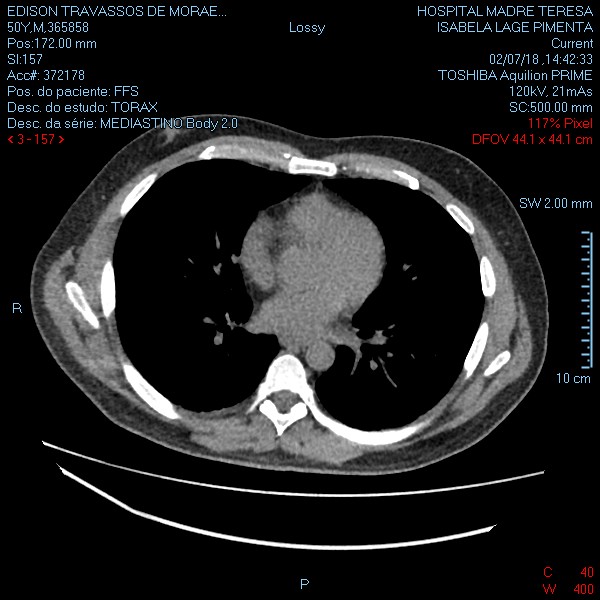 EDISON TRAVASSOS DE MORAE...
50Y,M,365858
Pos:172.00 mm
SI:157
Acc#: 372178
Pos. do paciente: FFS
Desc. do estudo: TORAX
Desc. da série: MEDIASTINO Body 2.0
< 3 - 157 >
Lossy
HOSPITAL MADRE TERESA
ISABELA LAGE PIMENTA
Current
02/07/18 ,14:42:33
TOSHIBA Aquilion PRIME
120kV, 21mAs
SC:500.00 mm
117% Pixel
DFOV 44.1 x 44.1 cm
SW 2.00 mm
R
10 cm
P
C 40
W 400